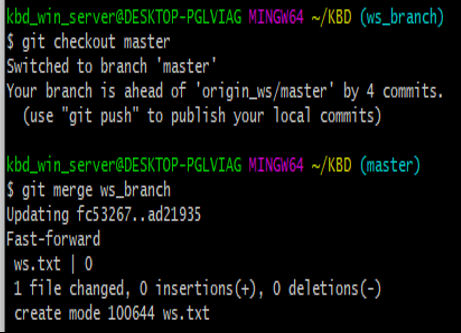 kbd_win_server@DESKTOP-PGLVIAG MINGW64 ~/KBD (ws_branch)
$ git checkout master
Switched to branch 'master'
Your branch is ahead of 'origin_ws/master' by 4 commits.
  (use "git push" to publish your local commits)

kbd_win_server@DESKTOP-PGLVIAG MINGW64 ~/KBD (master)
$ git merge ws_branch
Updating fc53267..ad21935
Fast-forward
 ws.txt | 0
 1 file changed, 0 insertions(+), 0 deletions(-)
 create mode 100644 ws.txt